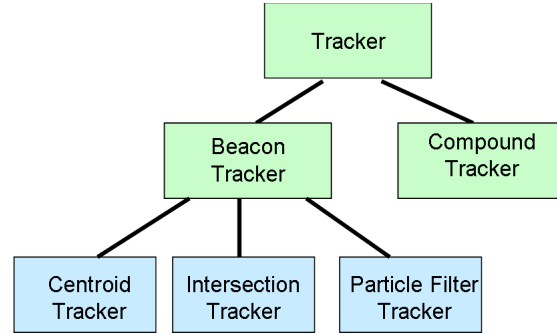 Tracker
Beacon
Tracker
Compound
Tracker
Centroid
Tracker
Intersection
Tracker
Particle Filter
Tracker